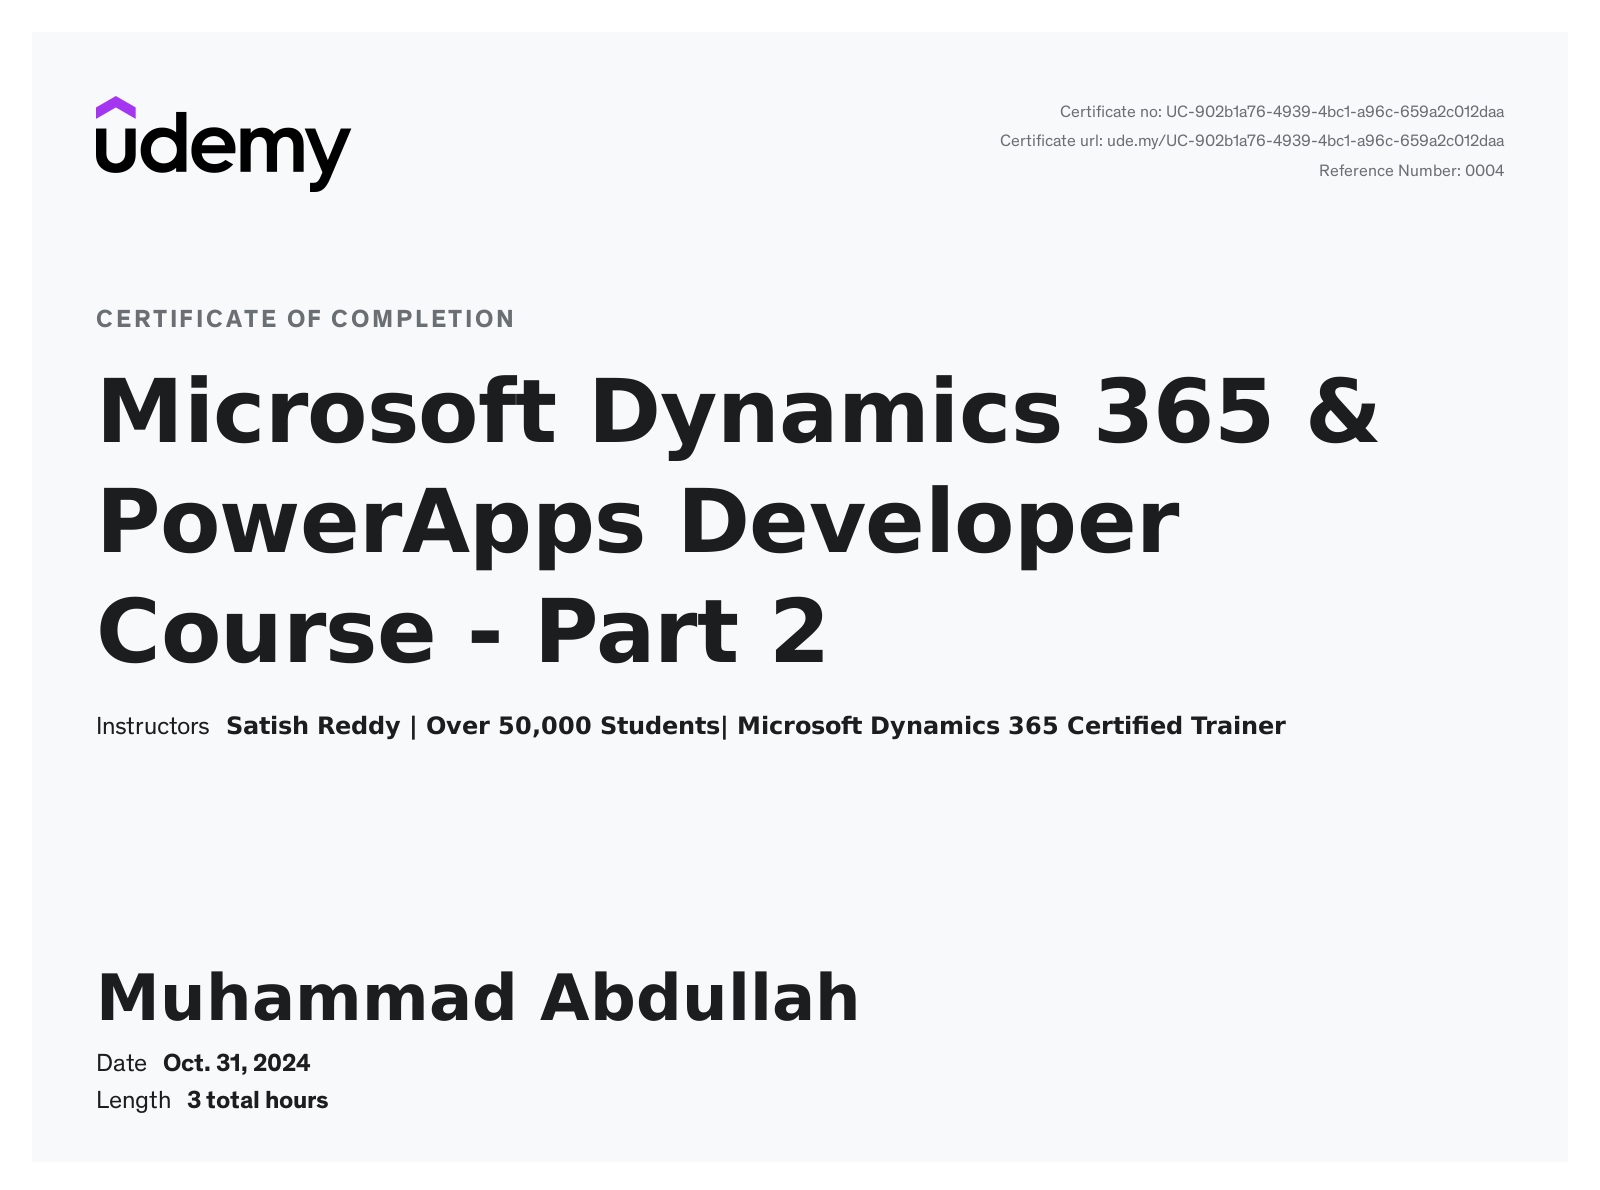 udemy
Certificate no: UC-902b1a76-4939-4bc1-a96c-659a2c012daa
Certificate url: ude.my/UC-902b1a76-4939-4bc1-a96c-659a2c012daa
Reference Number: 0004
CERTIFICATE OF COMPLETION
Microsoft Dynamics 365 &
PowerApps Developer
Course - Part 2
Instructors Satish Reddy | Over 50,000 Students| Microsoft Dynamics 365 Certified Trainer
Muhammad Abdullah
Date Oct. 31, 2024
Length 3 total hours